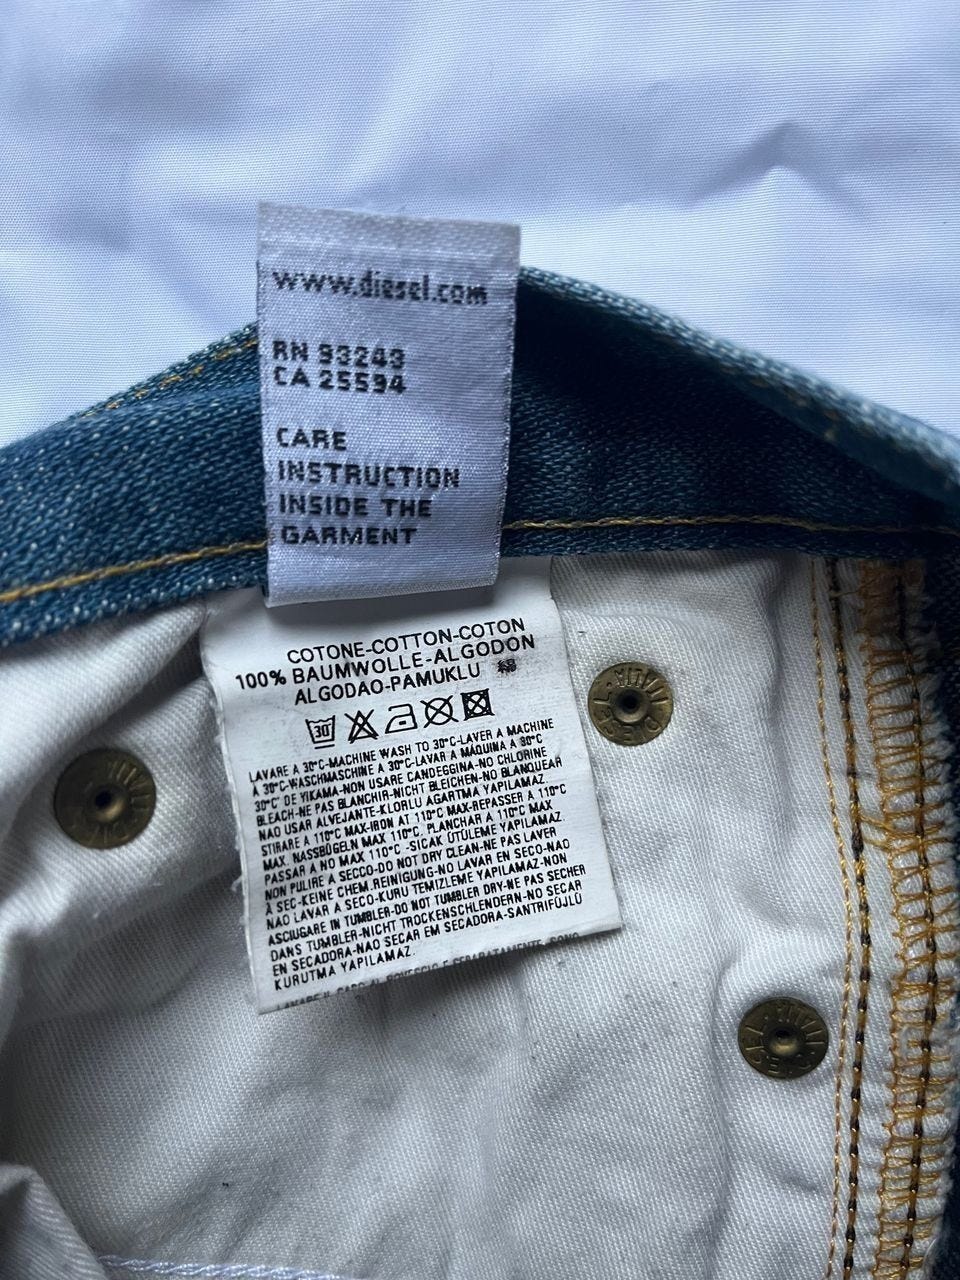 www.diesel.com
RN 93243
CA 25594
CARE
INSTRUCTION
INSIDE THE
GARMENT
COTONE-COTTON-COTON
100% BAUMWOLLE-ALGODON
ALGODAO-PAMUKLU
30°
LAVARE A 30°C-MACHINE WASH TO 30°C-LAVER A MACHINE
A 30°C-WASCHMASCHINE A 30°C-LAVAR A MÁQUINA A 30°C
30°C' DE YIKAMA-NON USARE CANDEGGINA-NO CHLORINE
BLEACH-NE PAS BLANCHIR-NICHT BLEICHEN-NO BLANQUEAR
NAO USAR ALVEJANTE-KLORLU AGARTMA YAPILAMAZ.
STIRARE A 110°C MAX-IRON AT 110°C MAX-REPASSER A 110°C
MAX. NASSBÜGELN MAX 110°C. PLANCHAR A 110°C MAX
PASSAR A NO MAX 110°C -SICAK ÜTÜLEME YAPILAMAZ.
NON PULIRE A SECCO-DO NOT DRY CLEAN-NE PAS LAVER
À SEC-KEINE CHEM.REINIGUNG-NO LAVAR EN SECO-NAO
NAO LAVAR A SECO-KURU TEMIZLEME YAPILAMAZ-NON
ASCIUGARE IN TUMBLER-DO NOT TUMBLER DRY-NE PAS SECHER
DANS TUMBLER-NICHT TROCKENSCHLENDERN-NO SECAR
EN SECADORA-NAO SECAR EM SECADORA-SANTRIFÜJLÜ
KURUTMA YAPILAMAZ.
LAVARE IL CAPO AL ROVESCIO E SEPARATAMENTE
DIESEL
DIESEL
DIESEL